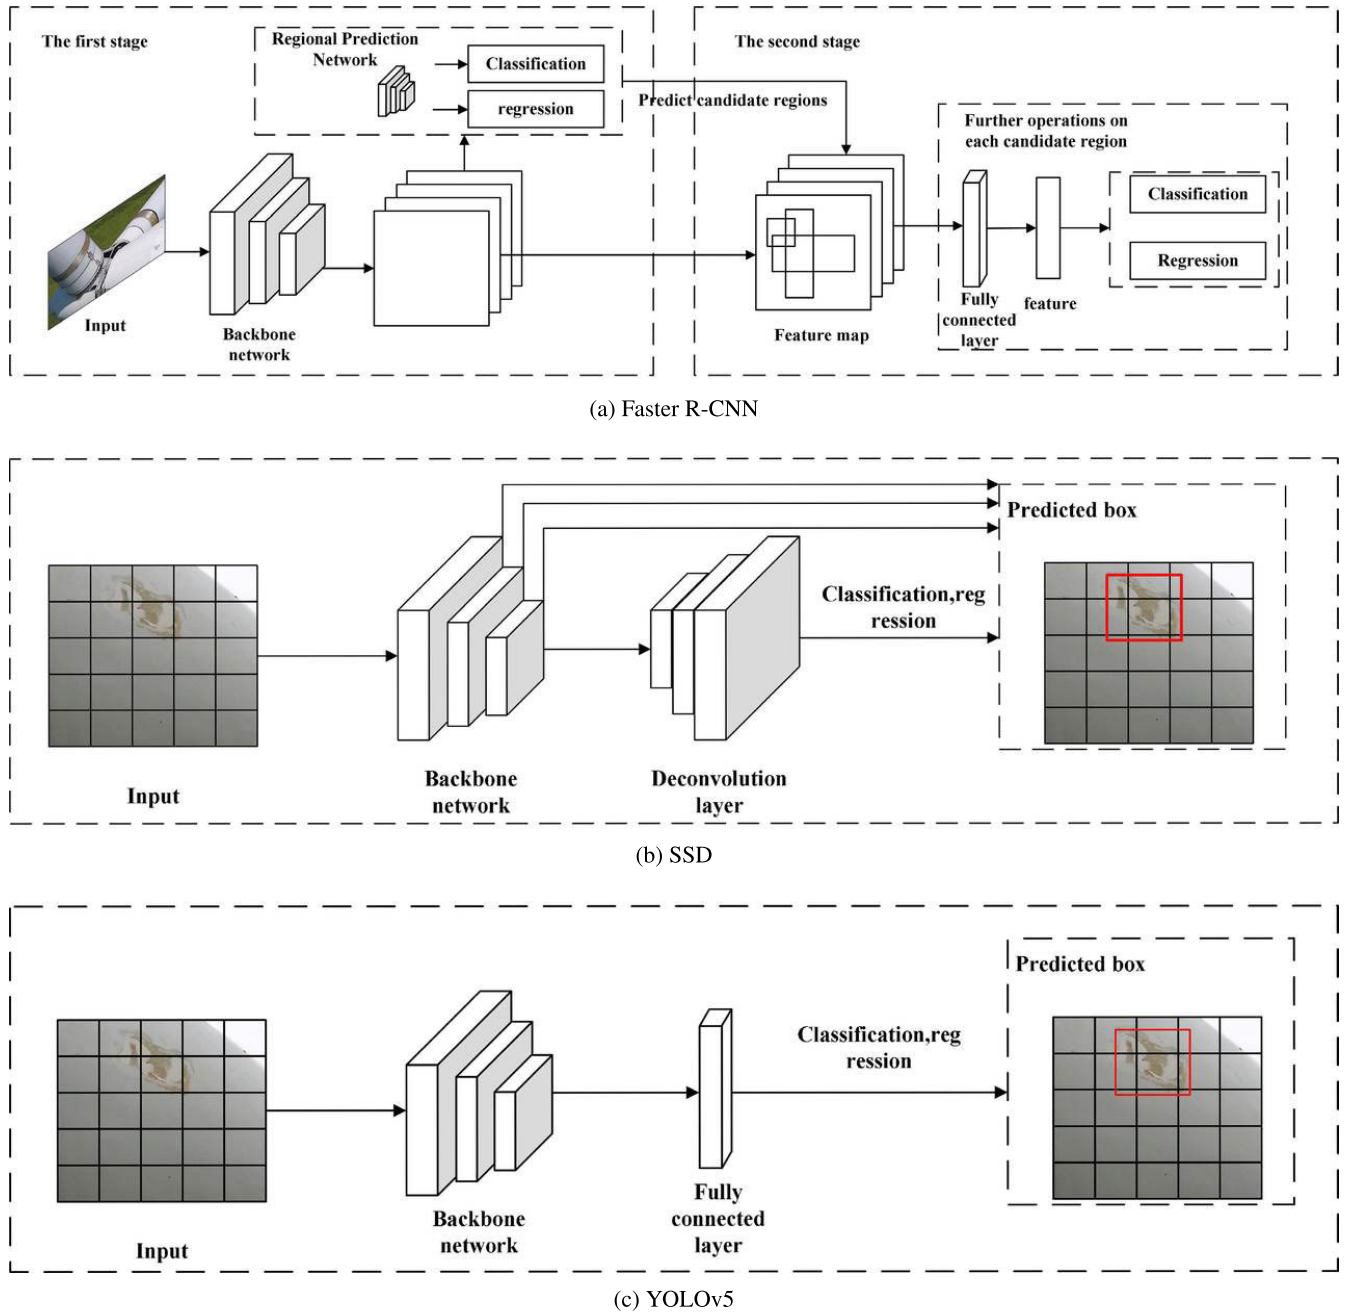 The first stage
Regional Prediction
Network
Classification
regression
Input
Backbone
network
Predict candidate regions
The second stage
Feature map
Further operations on
each candidate region
Fully
connected
layer
feature
Classification
Regression
(a) Faster R-CNN
Input
Backbone
network
Deconvolution
layer
Classification,reg
ression
Predicted box
(b) SSD
Input
Backbone
network
Fully
connected
layer
Classification,reg
ression
Predicted box
(c) YOLOv5